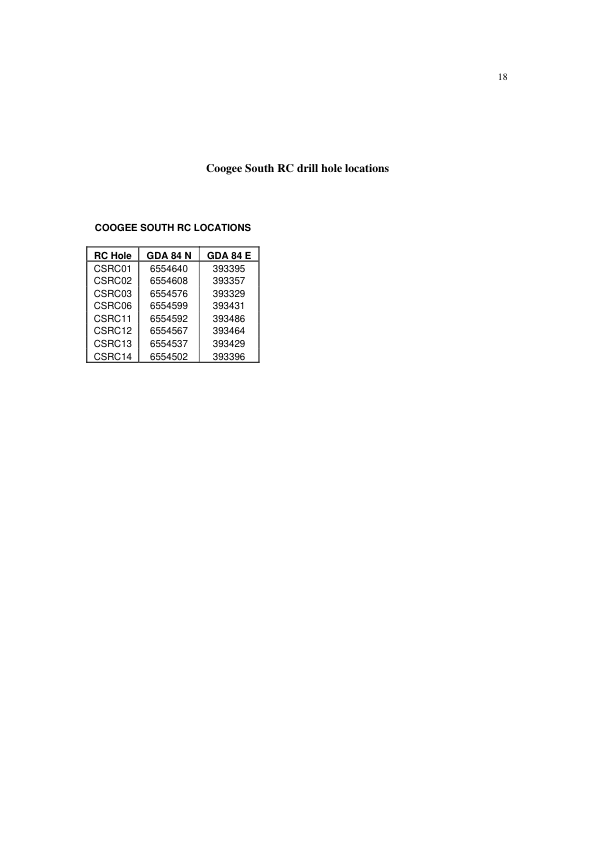 18
Coogee South RC drill hole locations
COOGEE SOUTH RC LOCATIONS
RC Hole GDA 84 N GDA 84 E
CSRC01 6554640 393395
CSRC02 6554608 393357
CSRC03 6554576 393329
CSRC06 6554599 393431
CSRC11 6554592 393486
CSRC12 6554567 393464
CSRC13 6554537 393429
CSRC14 6554502 393396